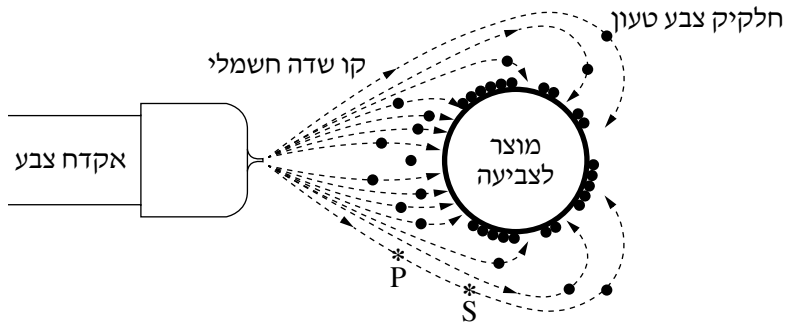 חלקיק צבע טעון
קו שדה חשמלי
מוצר
לצביעה
אקדח צבע
* P
* S